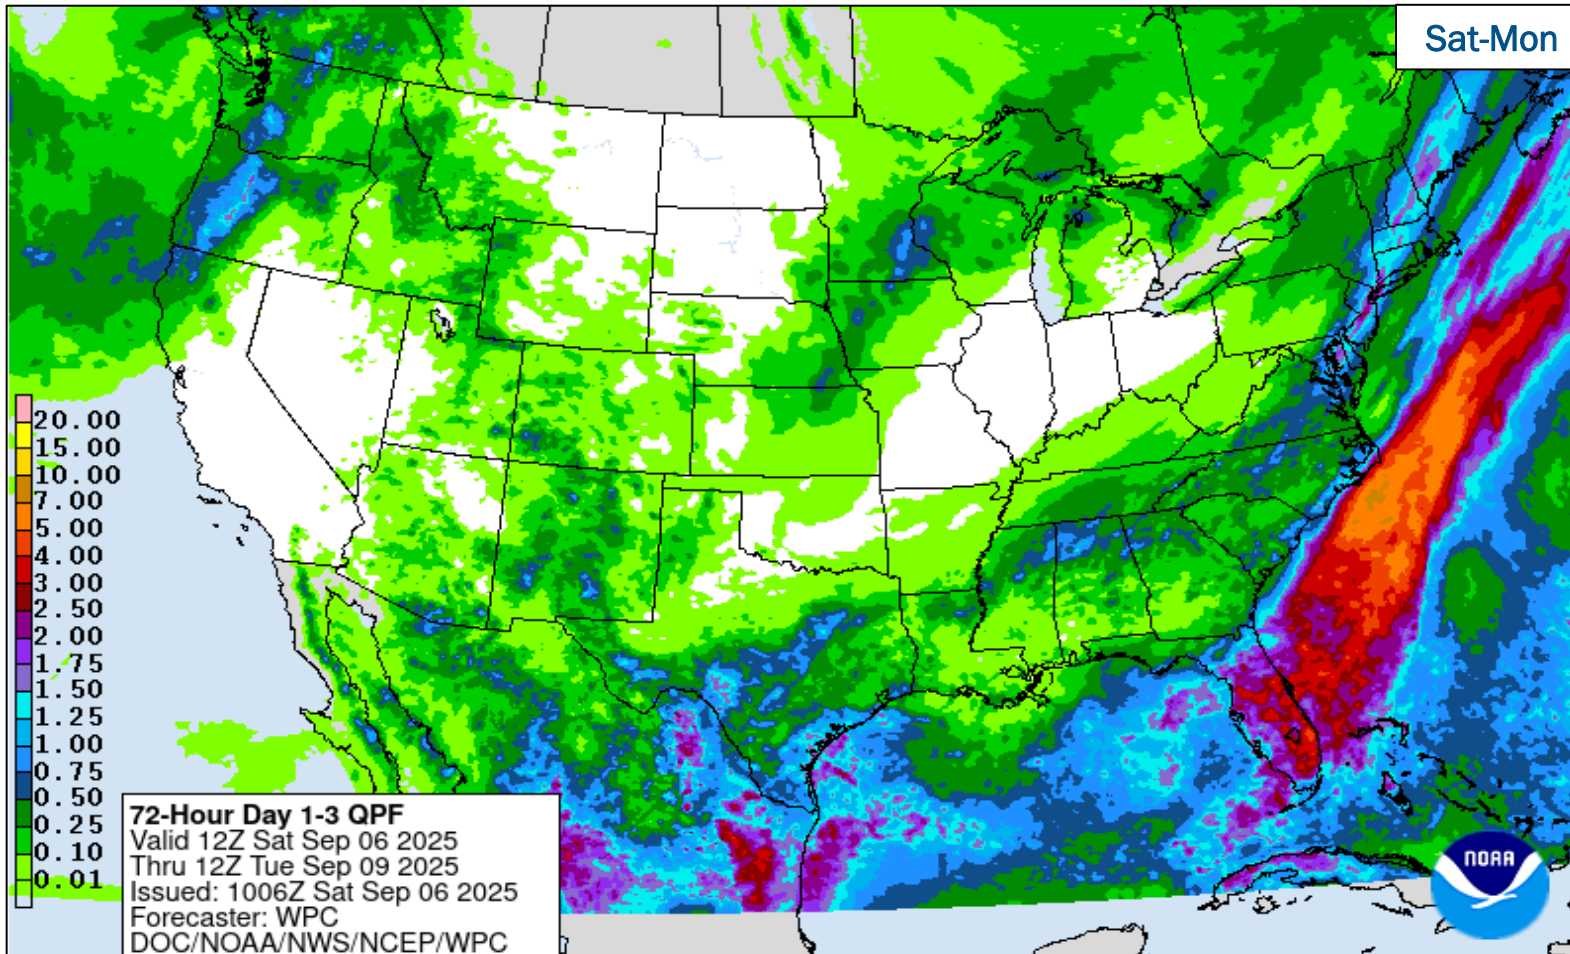 Sat-Mon
20.00
15.00
10.00
7.00
5.00
4.00
3.00
2.50
2.00
1.75
1.50
1.25
1.00
0.75
0.50
0.25
0.10
0.01
72-Hour Day 1-3 QPF
Valid 12Z Sat Sep 06 2025
Thru 12Z Tue Sep 09 2025
Issued: 1006Z Sat Sep 06 2025
Forecaster: WPC
DOC/NOAA/NWS/NCEP/WPC
NOAA